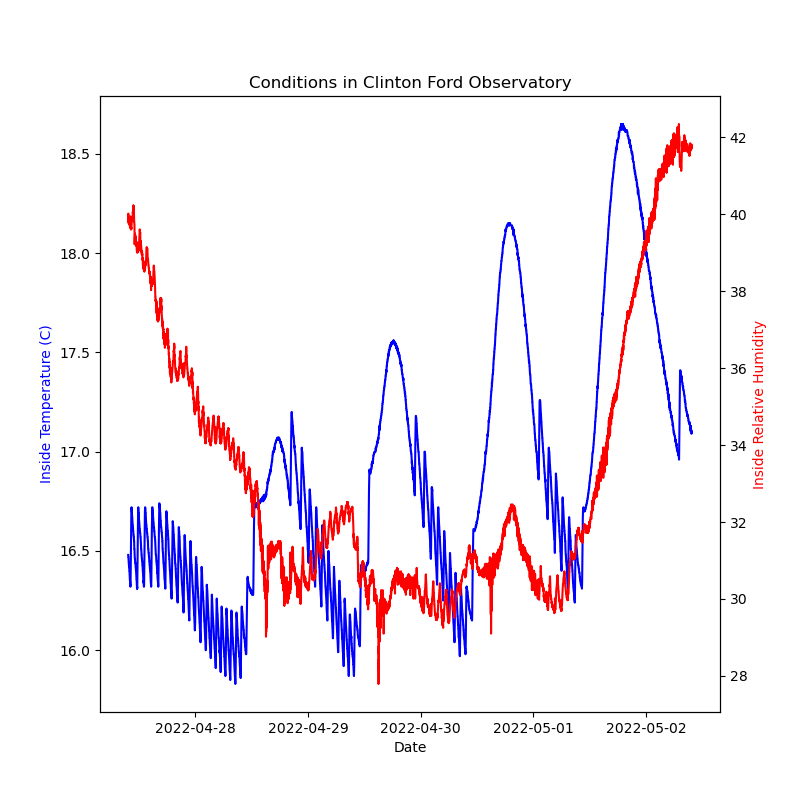 Conditions in Clinton Ford Observatory
18.5
18.0
17.5
17.0
16.5
16.0
Inside Temperature (C)
42
40
38
36
34
32
30
28
Inside Relative Humidity
2022-04-28 2022-04-29 2022-04-30 2022-05-01 2022-05-02
Date